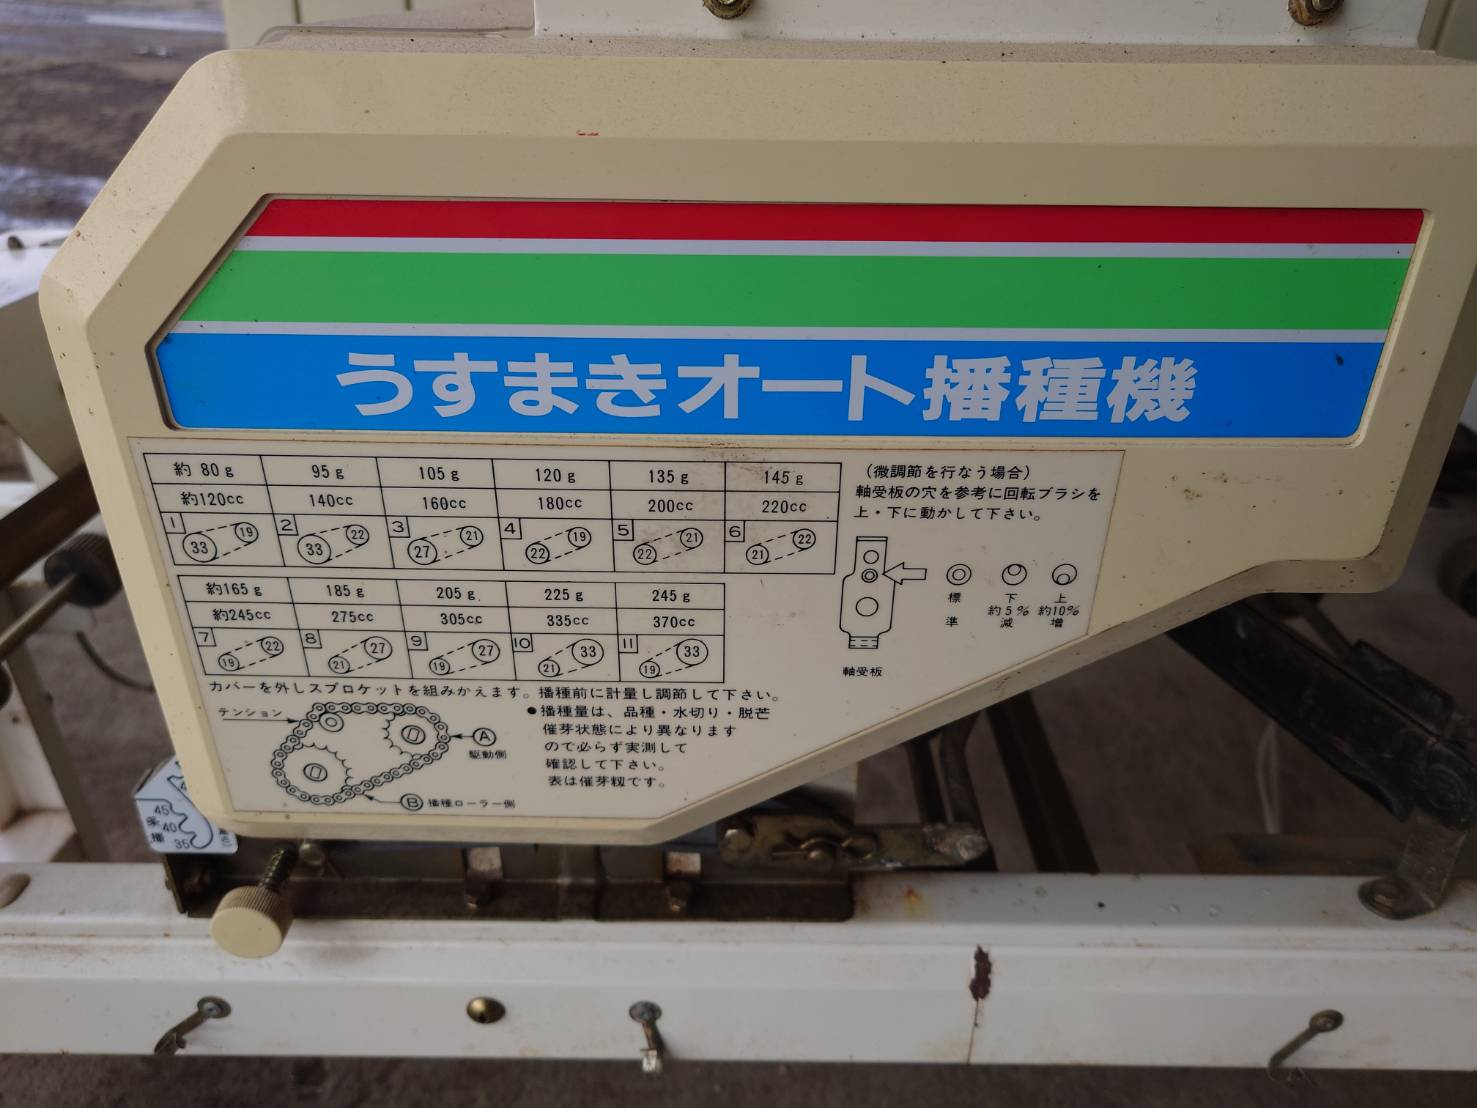 うすまきオート播種機
約 80g 95g 105g 120g 135g 145g
約120cc 140cc 160cc 180cc 200cc 220cc
1 33 19 2 33 22 3 27 21 4 22 19 5 22 21 6 21 22
約165g 185g 205g 225g 245g
約245cc 275cc 305cc 335cc 370cc
7 19 22 8 21 27 9 19 27 10 21 33 11 19 33
カバーを外しスプロケットを組みかえます。播種前に計量し調節して下さい。
テンション
A
駆動側
B 播種ローラー側
●播種量は、品種・水切り・脱芒
催芽状態により異なります
ので必らず実測して
確認して下さい。
表は催芽籾です。
(微調節を行なう場合)
軸受板の穴を参考に回転ブラシを
上・下に動かして下さい。
標準
下 約5%減
上 約10%増
軸受板
45
40
35